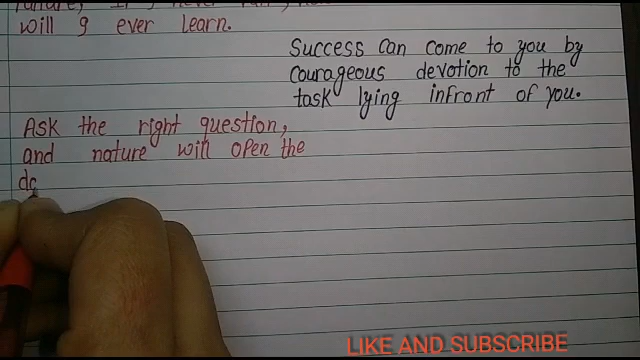 will I ever learn.
Success can come to you by
courageous devotion to the
task lying infront of you.
Ask the right question,
and nature will open the
do
LIKE AND SUBSCRIBE